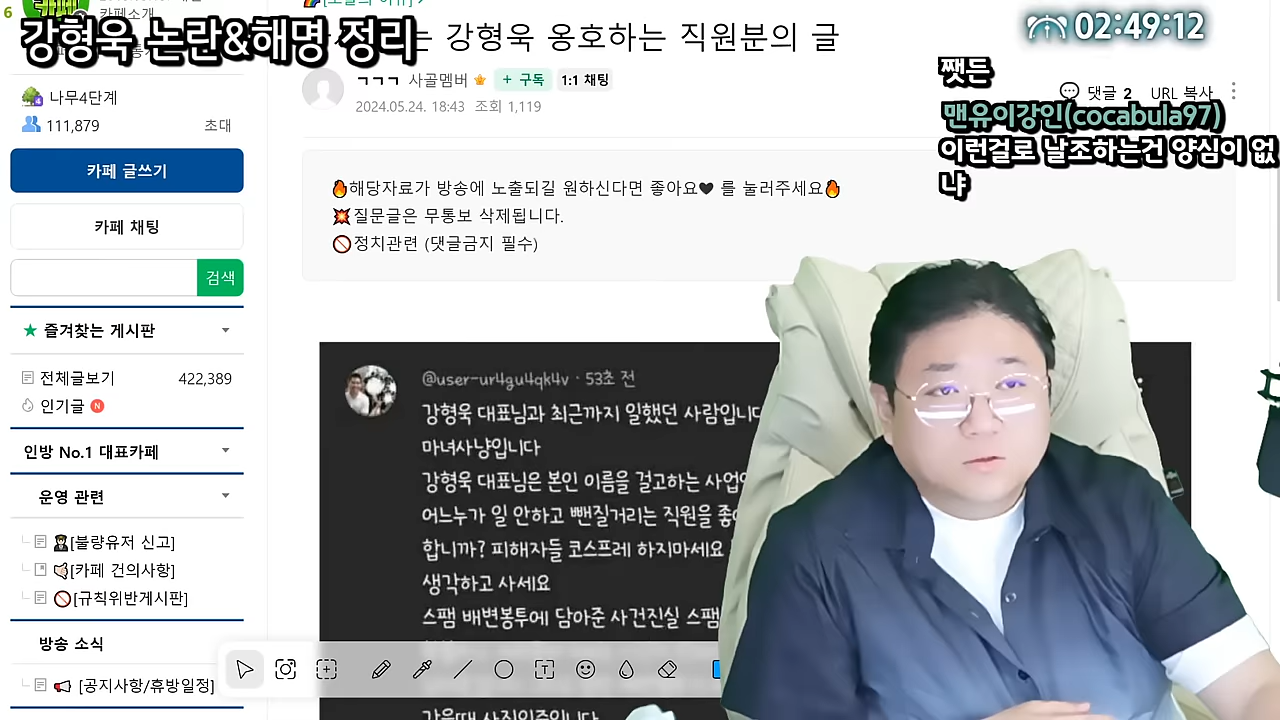 6
카페
카페소개
강형욱 논란&해명 정리
는 강형욱 옹호하는 직원분의 글
02:49:12
ㄱㄱㄱ 사골멤버 + 구독 1:1 채팅
2024.05.24. 18:43 조회 1,119
댓글 2 URL 복사
쨋든
맨유이강인(cocabula97)
이런걸로 날조하는건 양심이 없
냐
나무4단계
111,879 초대
카페 글쓰기
카페 채팅
검색
즐겨찾는 게시판
전체글보기 422,389
인기글 N
인방 No.1 대표카페
운영 관련
[불량유저 신고]
[카페 건의사항]
[규칙위반게시판]
방송 소식
[공지사항/휴방일정]
해당자료가 방송에 노출되길 원하신다면 좋아요🖤 를 눌러주세요
질문글은 무통보 삭제됩니다.
정치관련 (댓글금지 필수)
@user-ur4gu4qk4v · 53초 전
강형욱 대표님과 최근까지 일했던 사람입니다
마녀사냥입니다
강형욱 대표님은 본인 이름을 걸고하는 사업
어느누가 일 안하고 뺀질거리는 직원을 좋
합니까? 피해자들 코스프레 하지마세요
생각하고 사세요
스팸 배변봉투에 담아준 사건진실 스팸